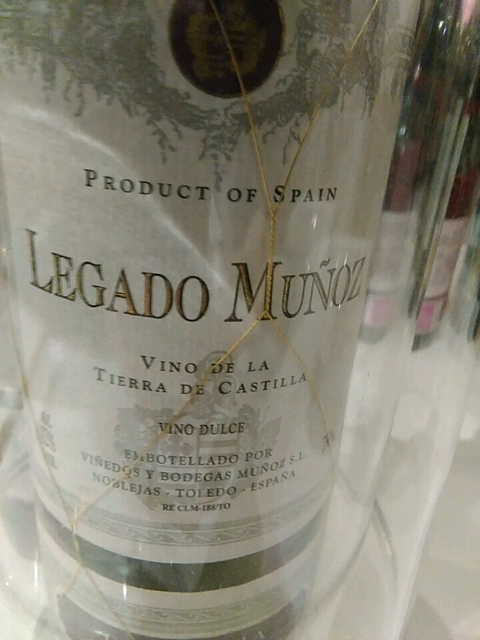 PRODUCT OF SPAIN
LEGADO MUÑOZ
VINO DE LA
TIERRA DE CASTILLA
VINO DULCE
EMBOTELLADO POR
VIÑEDOS Y BODEGAS MUÑOZ S.L.
NOBLEJAS - TOLEDO - ESPAÑA
RE CLM-188/TO